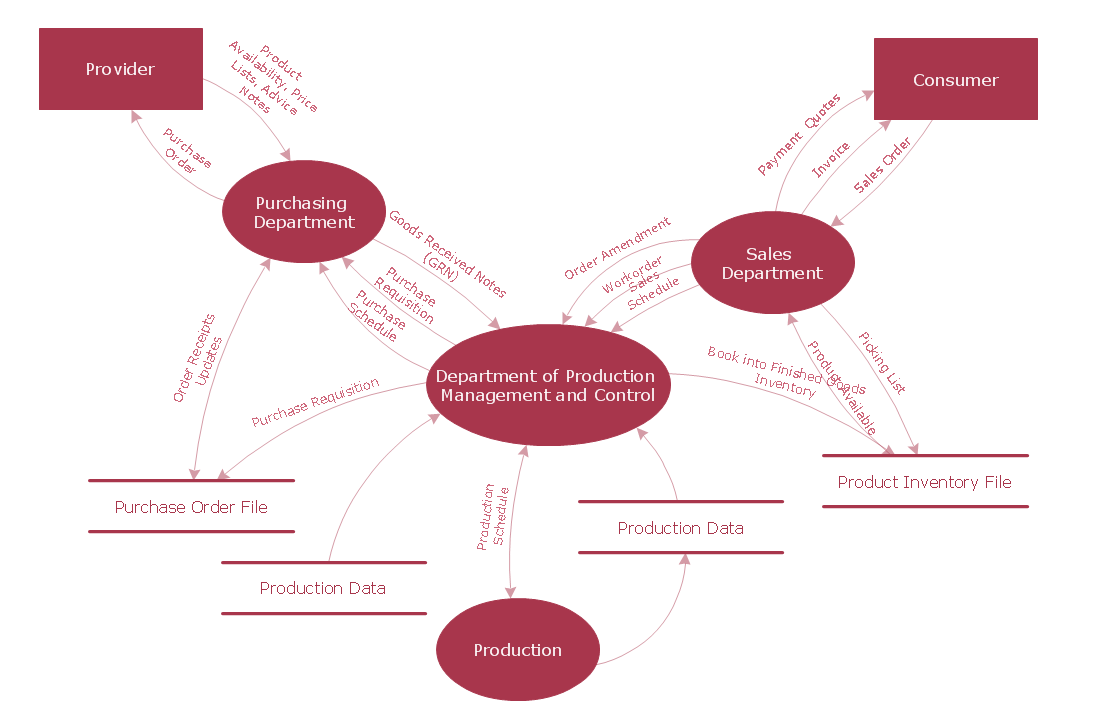 Provider
Product
Availability, Price
Lists, Advice
Notes
Purchase
Order
Purchasing
Department
Consumer
Payment Quotes
Invoice
Sales Order
Sales
Department
Goods Received Notes
(GRN)
Purchase
Requisition
Purchase
Schedule
Order Amendment
Workorder
Sales
Schedule
Order Receipts
Updates
Department of Production
Management and Control
Purchase Requisition
Book into Finished Goods
Inventory
Product Available
Picking List
Purchase Order File
Production Data
Production
Schedule
Production Data
Product Inventory File
Production